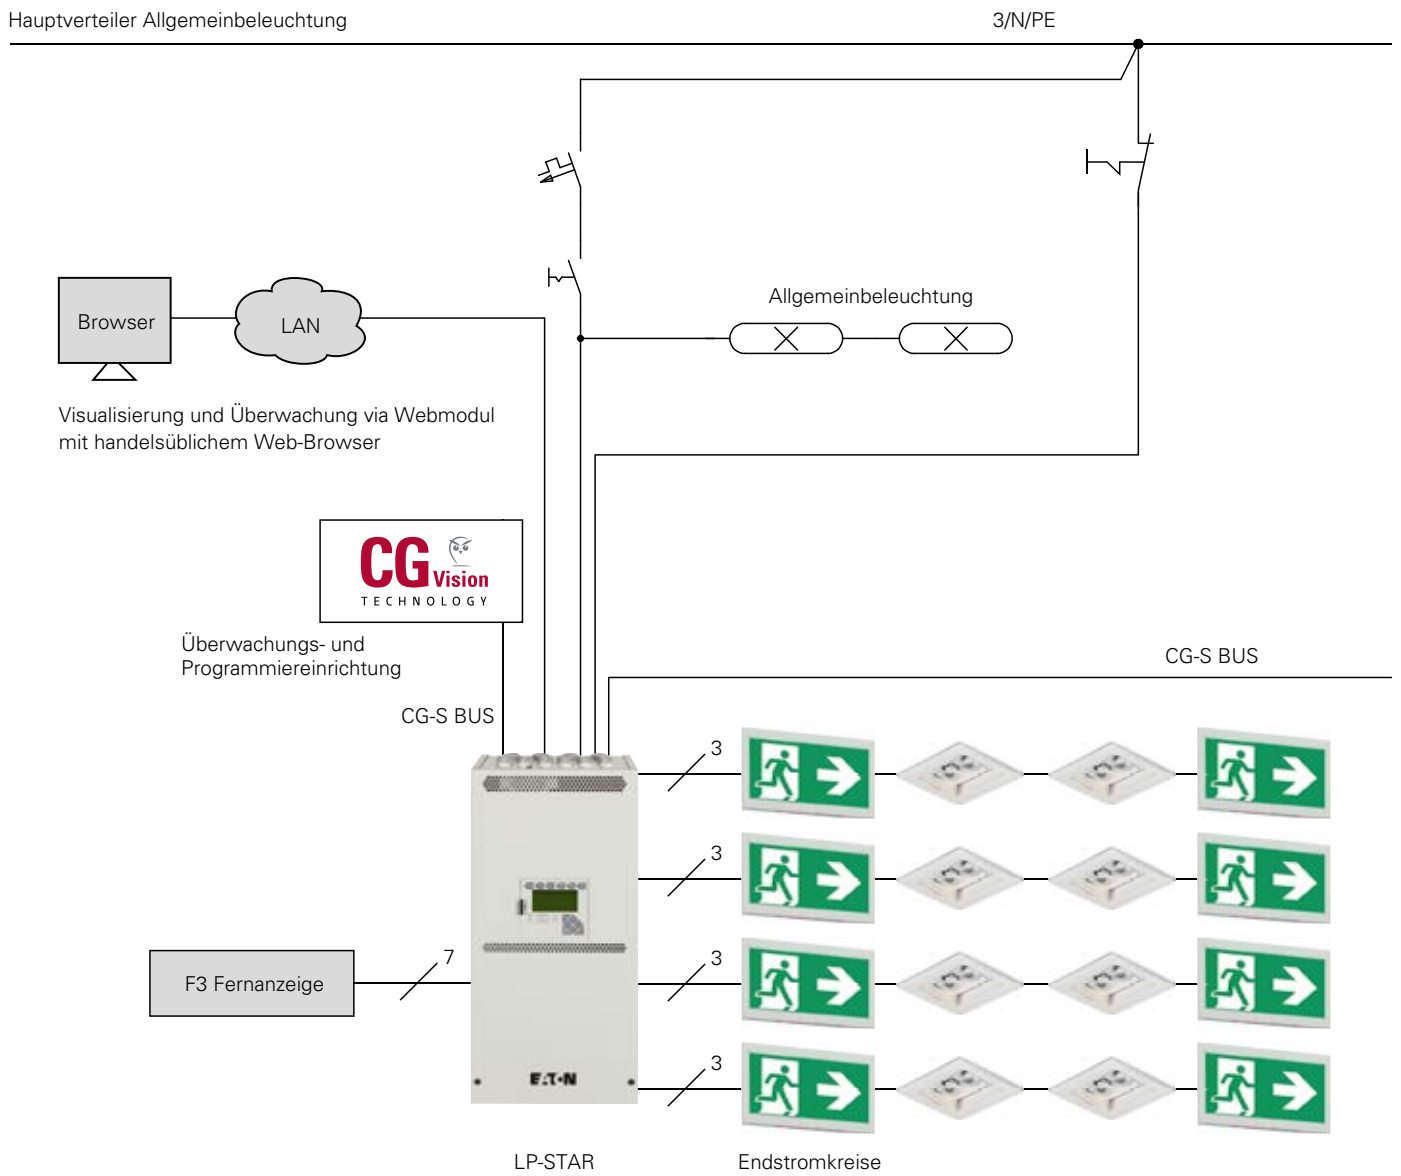 Hauptverteiler Allgemeinbeleuchtung
3/N/PE
Allgemeinbeleuchtung
Browser
LAN
Visualisierung und Überwachung via Webmodul
mit handelsüblichem Web-Browser
CG
Vision
TECHNOLOGY
Überwachungs- und
Programmiereinrichtung
CG-S BUS
CG-S BUS
3
3
3
3
7
F3 Fernanzeige
EATON
LP-STAR
Endstromkreise